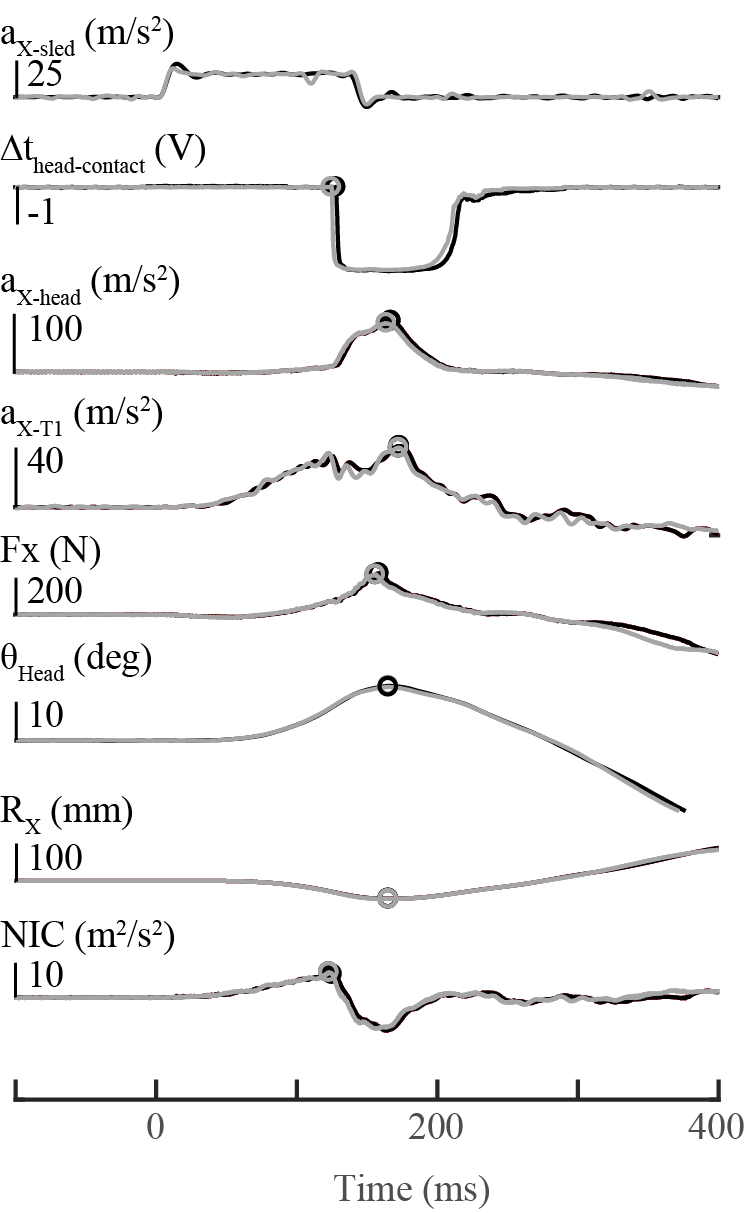 aX-sled (m/s²)
25
Δthead-contact (V)
-1
aX-head (m/s²)
100
aX-T1 (m/s²)
40
Fx (N)
200
θHead (deg)
10
RX (mm)
100
NIC (m²/s²)
10
0 200 400
Time (ms)